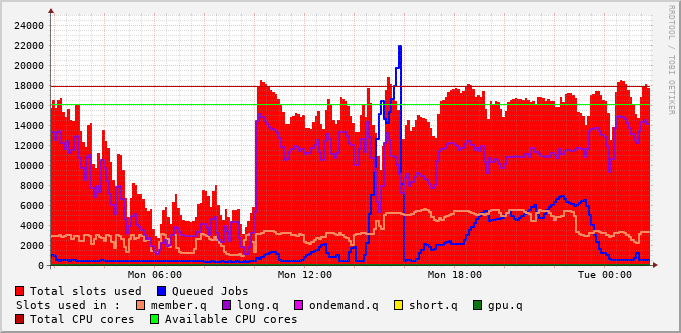 24000
22000
20000
18000
16000
14000
12000
10000
8000
6000
4000
2000
0
Mon 06:00 Mon 12:00 Mon 18:00 Tue 00:00
RRDTOOL / TOBI OETIKER
Total slots used Queued Jobs
Slots used in : member.q long.q ondemand.q short.q gpu.q
Total CPU cores Available CPU cores